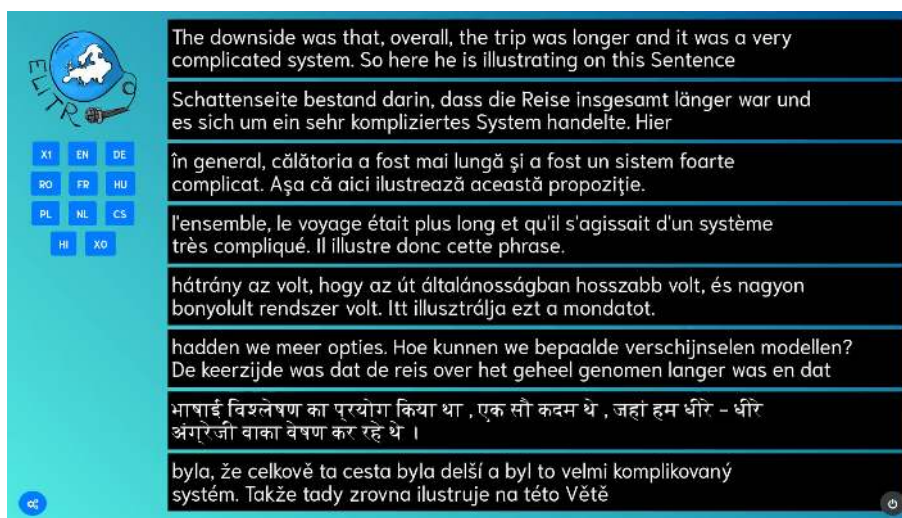 ELITR
X1 EN DE
RO FR HU
PL NL CS
HI XO
The downside was that, overall, the trip was longer and it was a very
complicated system. So here he is illustrating on this Sentence
Schattenseite bestand darin, dass die Reise insgesamt länger war und
es sich um ein sehr kompliziertes System handelte. Hier
în general, călătoria a fost mai lungă și a fost un sistem foarte
complicat. Așa că aici ilustrează această propoziție.
l'ensemble, le voyage était plus long et qu'il s'agissait d'un système
très compliqué. Il illustre donc cette phrase.
hátrány az volt, hogy az út általánosságban hosszabb volt, és nagyon
bonyolult rendszer volt. Itt illusztrálja ezt a mondatot.
hadden we meer opties. Hoe kunnen we bepaalde verschijnselen modellen?
De keerzijde was dat de reis over het geheel genomen langer was en dat
भाषाई विश्लेषण का प्रयोग किया था , एक सौ कदम थे , जहां हम धीरे - धीरे
अंग्रेजी वाका वेषण कर रहे थे ।
byla, že celkově ta cesta byla delší a byl to velmi komplikovaný
systém. Takže tady zrovna ilustruje na této Větě